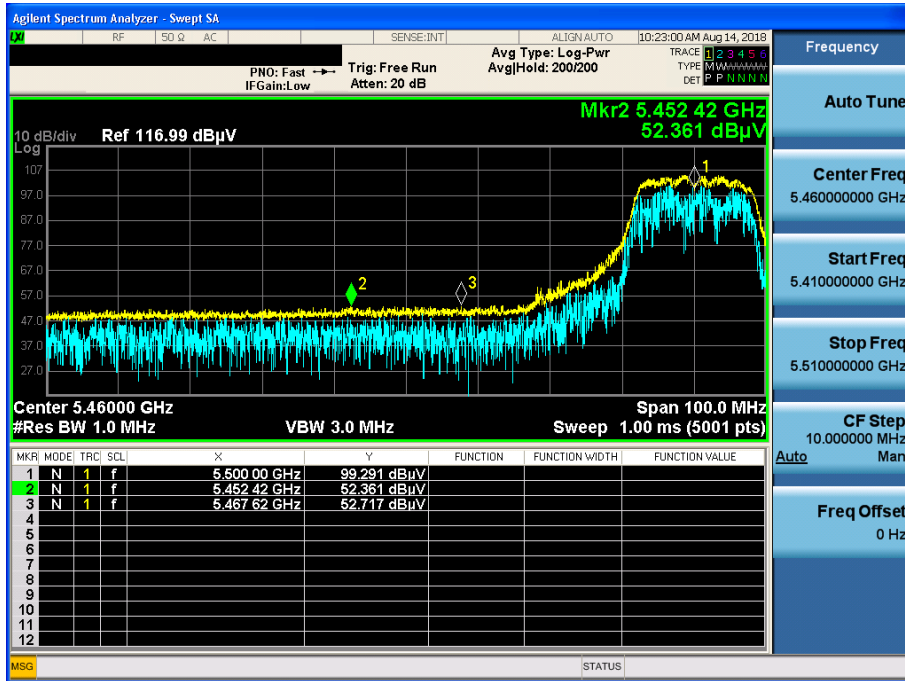 Agilent Spectrum Analyzer - Swept SA
LXI RF 50 Ω AC SENSE:INT ALIGN AUTO 10:23:00 AM Aug 14, 2018
PNO: Fast Trig: Free Run Avg Type: Log-Pwr TRACE 1 2 3 4 5 6
IFGain:Low Atten: 20 dB Avg|Hold: 200/200 TYPE MWWWWW
DET P P N N N N
Mkr2 5.452 42 GHz
52.361 dBµV
10 dB/div Ref 116.99 dBµV
Log
107
97.0
87.0
77.0
67.0
57.0
47.0
37.0
27.0
1
2
3
Center 5.46000 GHz Span 100.0 MHz
#Res BW 1.0 MHz VBW 3.0 MHz Sweep 1.00 ms (5001 pts)
MKR MODE TRC SCL X Y FUNCTION FUNCTION WIDTH FUNCTION VALUE
1 N 1 f 5.500 00 GHz 99.291 dBµV
2 N 1 f 5.452 42 GHz 52.361 dBµV
3 N 1 f 5.467 62 GHz 52.717 dBµV
4
5
6
7
8
9
10
11
12
MSG STATUS
Frequency
Auto Tune
Center Freq
5.460000000 GHz
Start Freq
5.410000000 GHz
Stop Freq
5.510000000 GHz
CF Step
10.000000 MHz
Auto Man
Freq Offset
0 Hz